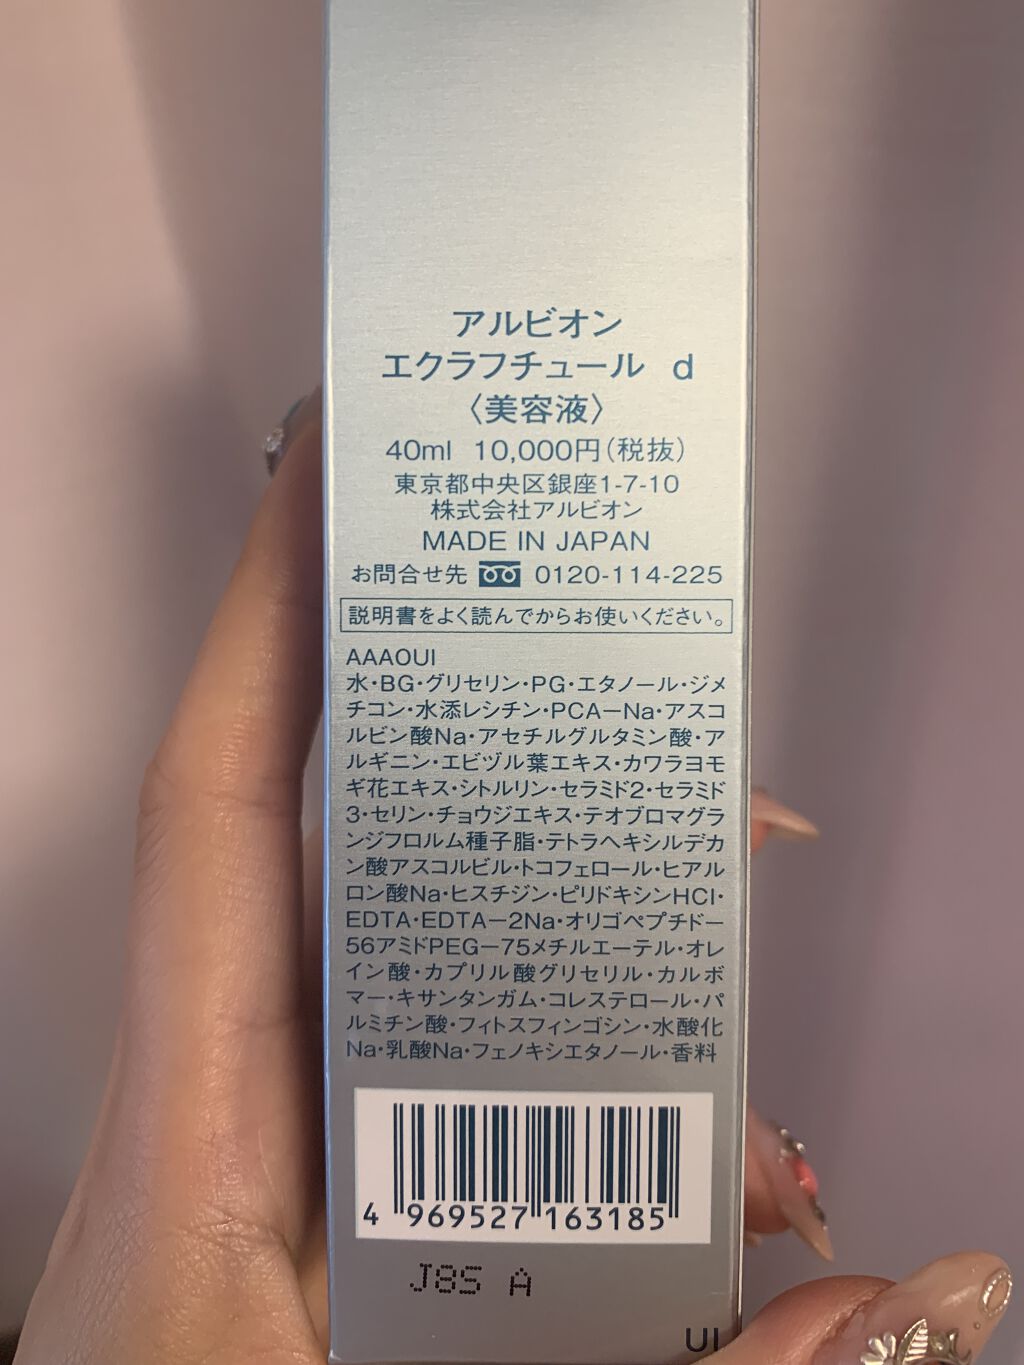 アルビオン
エクラフチュール d
〈美容液〉
40ml 10,000円(税抜)
東京都中央区銀座1-7-10
株式会社アルビオン
MADE IN JAPAN
お問合せ先 0120-114-225
説明書をよく読んでからお使いください。
AAAOUI
水・BG・グリセリン・PG・エタノール・ジメ
チコン・水添レシチン・PCA－Na・アスコ
ルビン酸Na・アセチルグルタミン酸・ア
ルギニン・エビヅル葉エキス・カワラヨモ
ギ花エキス・シトルリン・セラミド2・セラミド
3・セリン・チョウジエキス・テオブロマグラ
ンジフロルム種子脂・テトラヘキシルデカ
ン酸アスコルビル・トコフェロール・ヒアル
ロン酸Na・ヒスチジン・ピリドキシンHCl・
EDTA・EDTA－2Na・オリゴペプチド－
56アミドPEG－75メチルエーテル・オレ
イン酸・カプリル酸グリセリル・カルボ
マー・キサンタンガム・コレステロール・パ
ルミチン酸・フィトスフィンゴシン・水酸化
Na・乳酸Na・フェノキシエタノール・香料
4 969527 163185
J8S A
UI